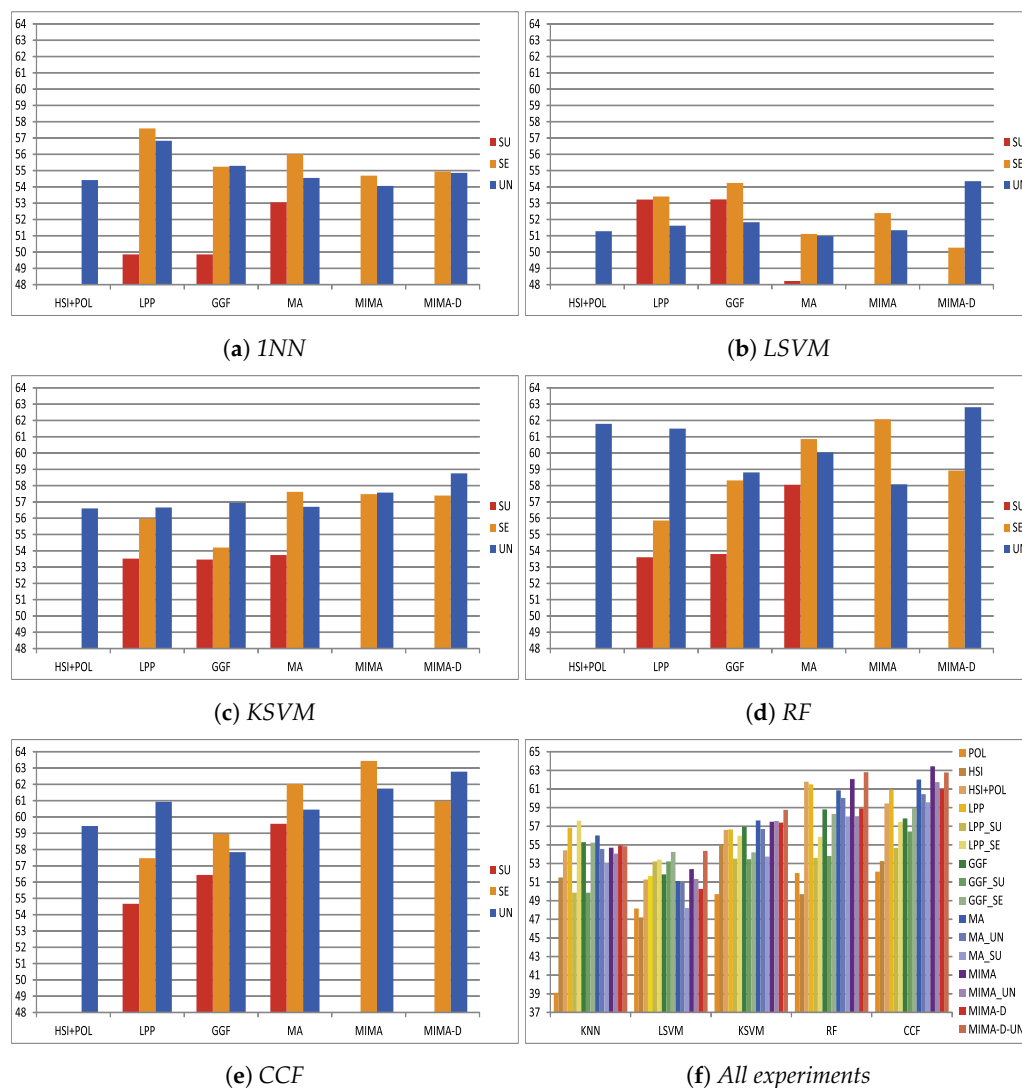 64
63
62
61
60
59
58
57
56
55
54
53
52
51
50
49
48
HSI+POL LPP GGF MA MIMA MIMA-D
SU
SE
UN
(a) 1NN
64
63
62
61
60
59
58
57
56
55
54
53
52
51
50
49
48
HSI+POL LPP GGF MA MIMA MIMA-D
SU
SE
UN
(b) LSVM
64
63
62
61
60
59
58
57
56
55
54
53
52
51
50
49
48
HSI+POL LPP GGF MA MIMA MIMA-D
SU
SE
UN
(c) KSVM
64
63
62
61
60
59
58
57
56
55
54
53
52
51
50
49
48
HSI+POL LPP GGF MA MIMA MIMA-D
SU
SE
UN
(d) RF
64
63
62
61
60
59
58
57
56
55
54
53
52
51
50
49
48
HSI+POL LPP GGF MA MIMA MIMA-D
SU
SE
UN
(e) CCF
65
63
61
59
57
55
53
51
49
47
45
43
41
39
37
KNN LSVM KSVM RF CCF
POL
HSI
HSI+POL
LPP
LPP_SU
LPP_SE
GGF
GGF_SU
GGF_SE
MA
MA_UN
MA_SU
MIMA
MIMA_UN
MIMA-D
MIMA-D-UN
(f) All experiments